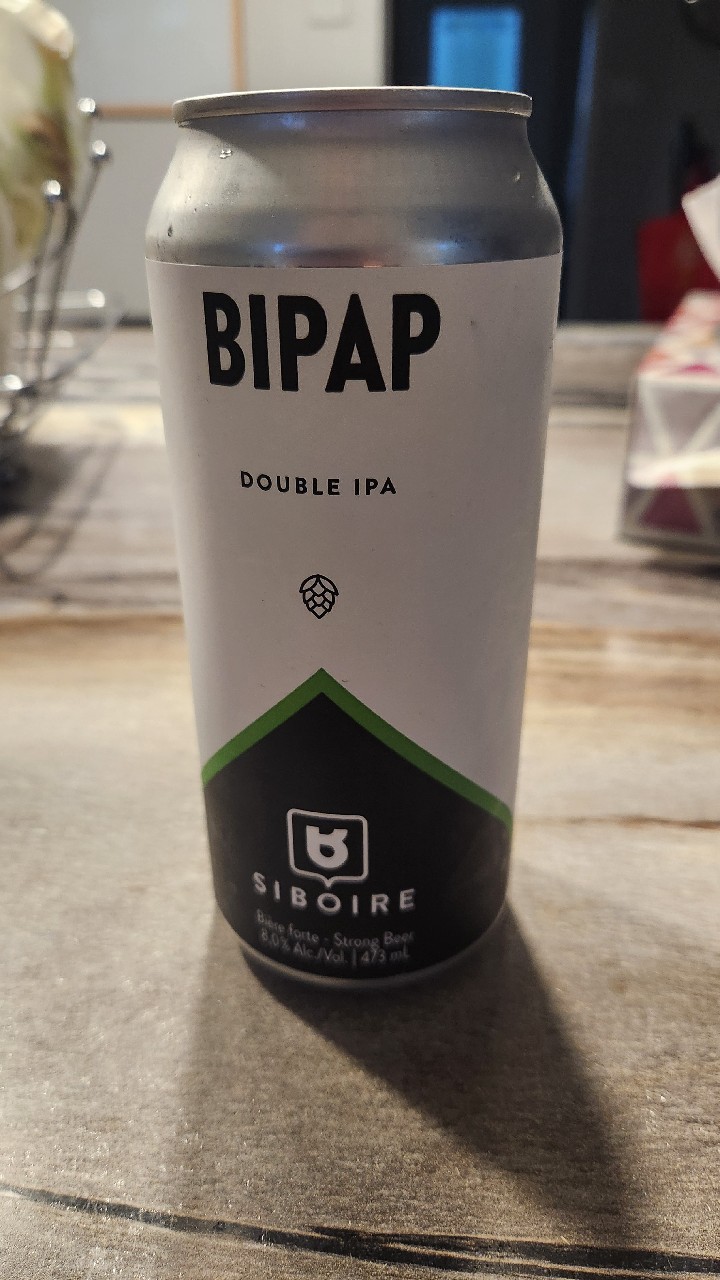 BIPAP
DOUBLE IPA
SIBOIRE
Bière forte - Strong Beer
8,0% Alc./Vol. | 473 mL